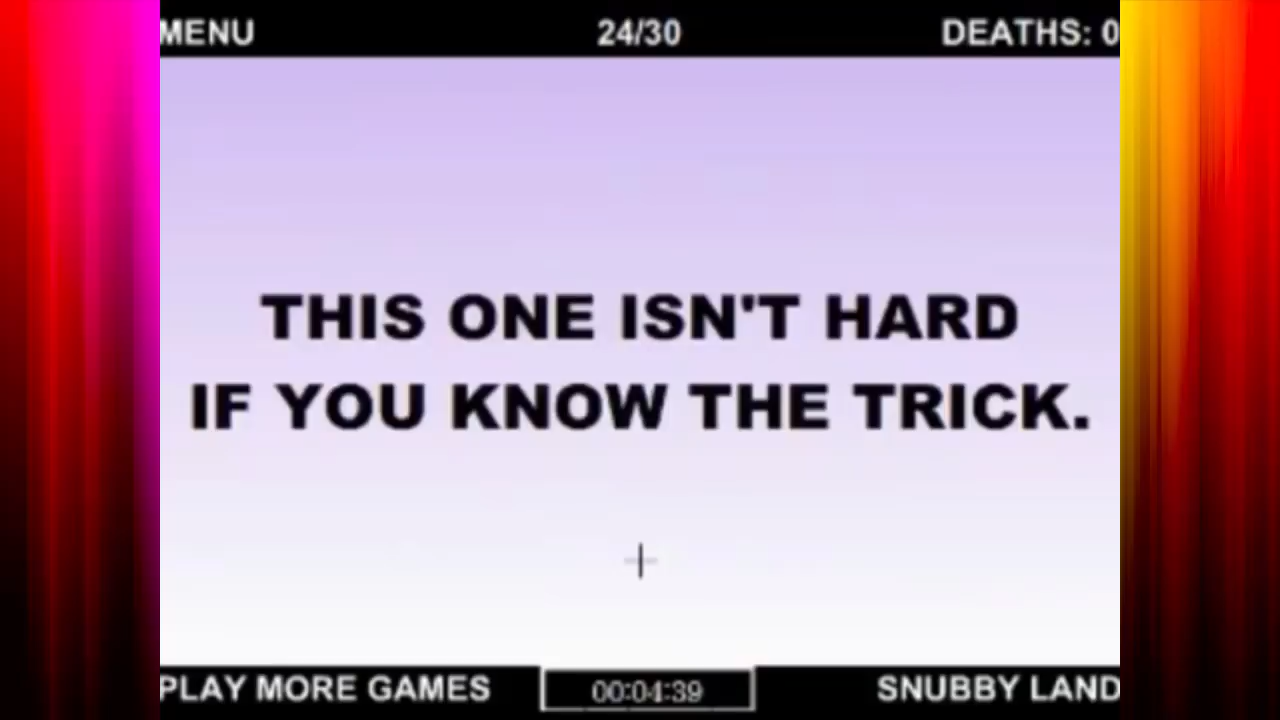 MENU 24/30 DEATHS: 0
THIS ONE ISN'T HARD
IF YOU KNOW THE TRICK.
PLAY MORE GAMES 00:04:39 SNUBBY LAND